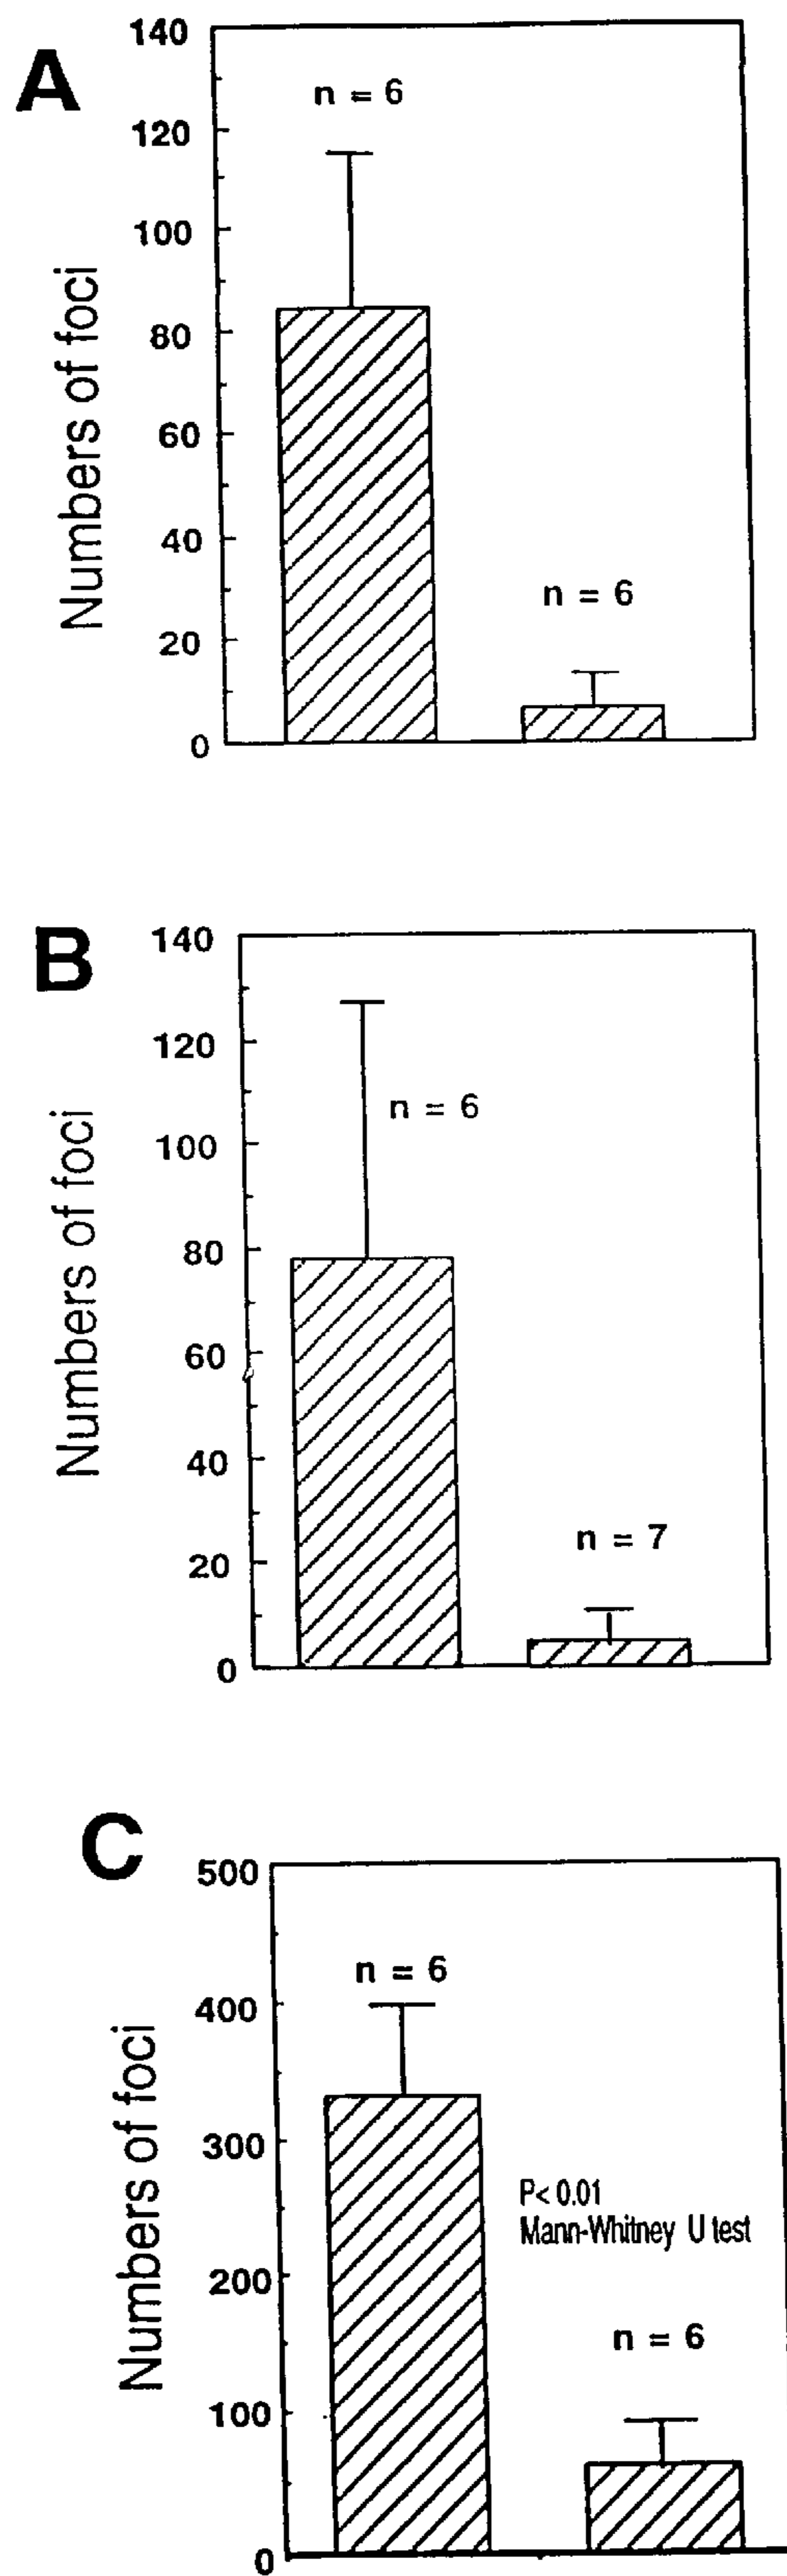 A
Numbers of foci
140
120
100
80
60
40
20
0
n = 6
n = 6
B
Numbers of foci
140
120
100
80
60
40
20
0
n = 6
n = 7
C
Numbers of foci
500
400
300
200
100
0
n = 6
P< 0.01
Mann-Whitney U test
n = 6